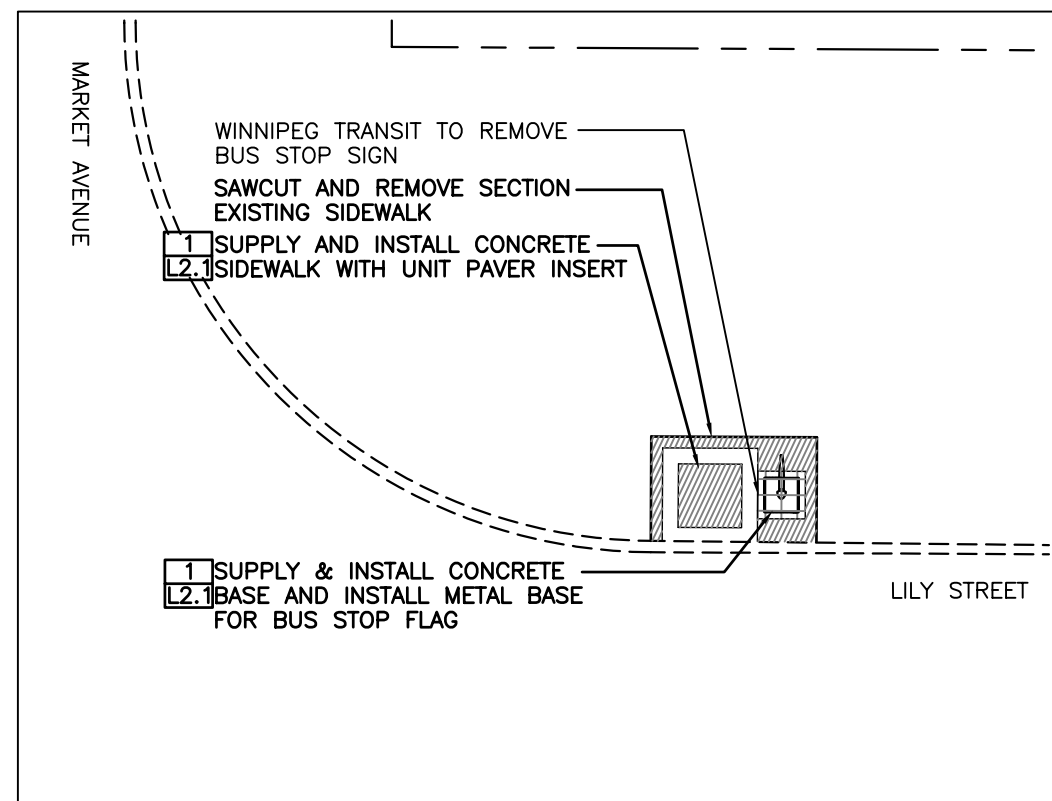 MARKET AVENUE
WINNIPEG TRANSIT TO REMOVE
BUS STOP SIGN
SAWCUT AND REMOVE SECTION
EXISTING SIDEWALK
1 SUPPLY AND INSTALL CONCRETE
L2.1 SIDEWALK WITH UNIT PAVER INSERT
1 SUPPLY & INSTALL CONCRETE
L2.1 BASE AND INSTALL METAL BASE
FOR BUS STOP FLAG
LILY STREET